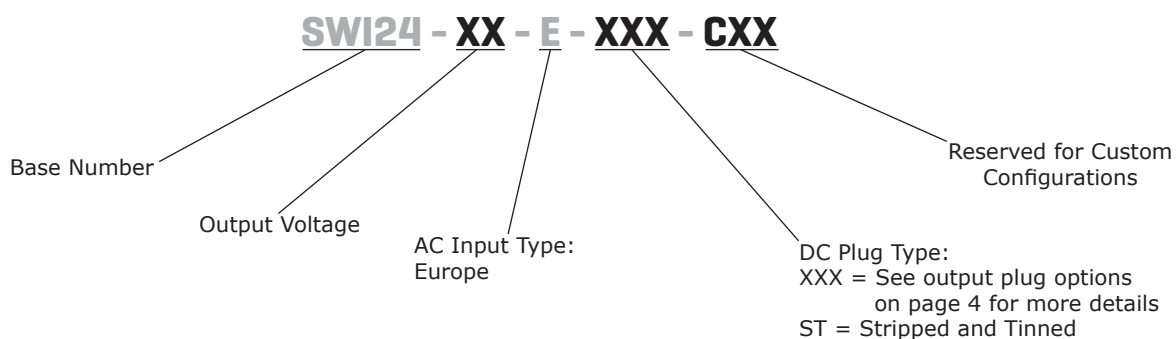 SWI24 - XX - E - XXX - CXX
Base Number
Output Voltage
AC Input Type:
Europe
DC Plug Type:
XXX = See output plug options
on page 4 for more details
ST = Stripped and Tinned
Reserved for Custom
Configurations